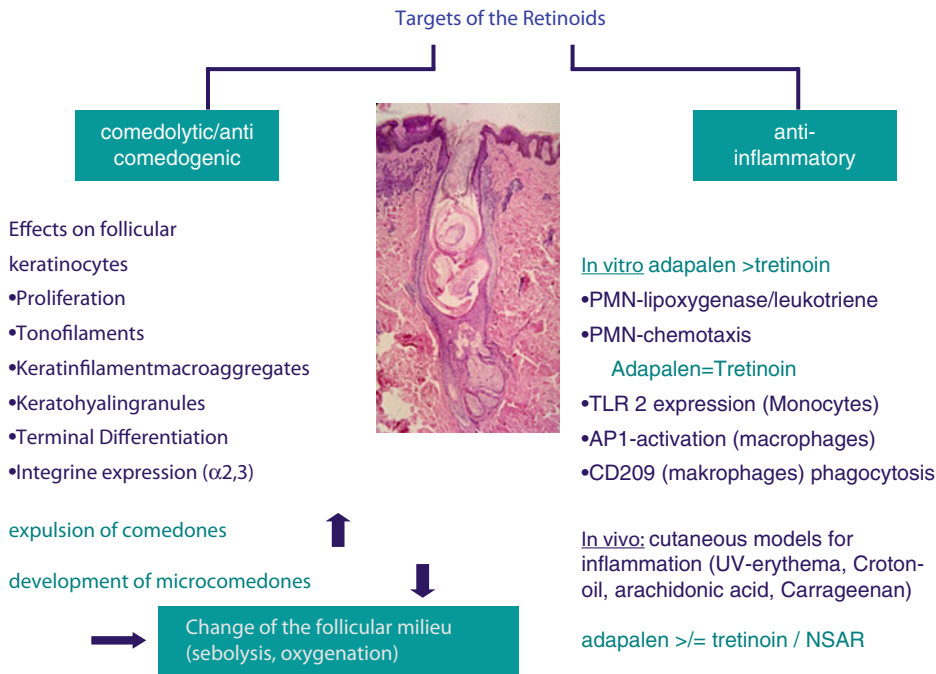 Targets of the Retinoids
comedolytic/anti
comedogenic
Effects on follicular
keratinocytes
•Proliferation
•Tonofilaments
•Keratinfilamentmacroaggregates
•Keratohyalingranules
•Terminal Differentiation
•Integrine expression (α2,3)
expulsion of comedones
development of microcomedones
Change of the follicular milieu
(sebolysis, oxygenation)
anti-
inflammatory
In vitro adapalen >tretinoin
•PMN-lipoxygenase/leukotriene
•PMN-chemotaxis
Adapalen=Tretinoin
•TLR 2 expression (Monocytes)
•AP1-activation (macrophages)
•CD209 (makrophages) phagocytosis
In vivo: cutaneous models for
inflammation (UV-erythema, Croton-
oil, arachidonic acid, Carrageenan)
adapalen >/= tretinoin / NSAR